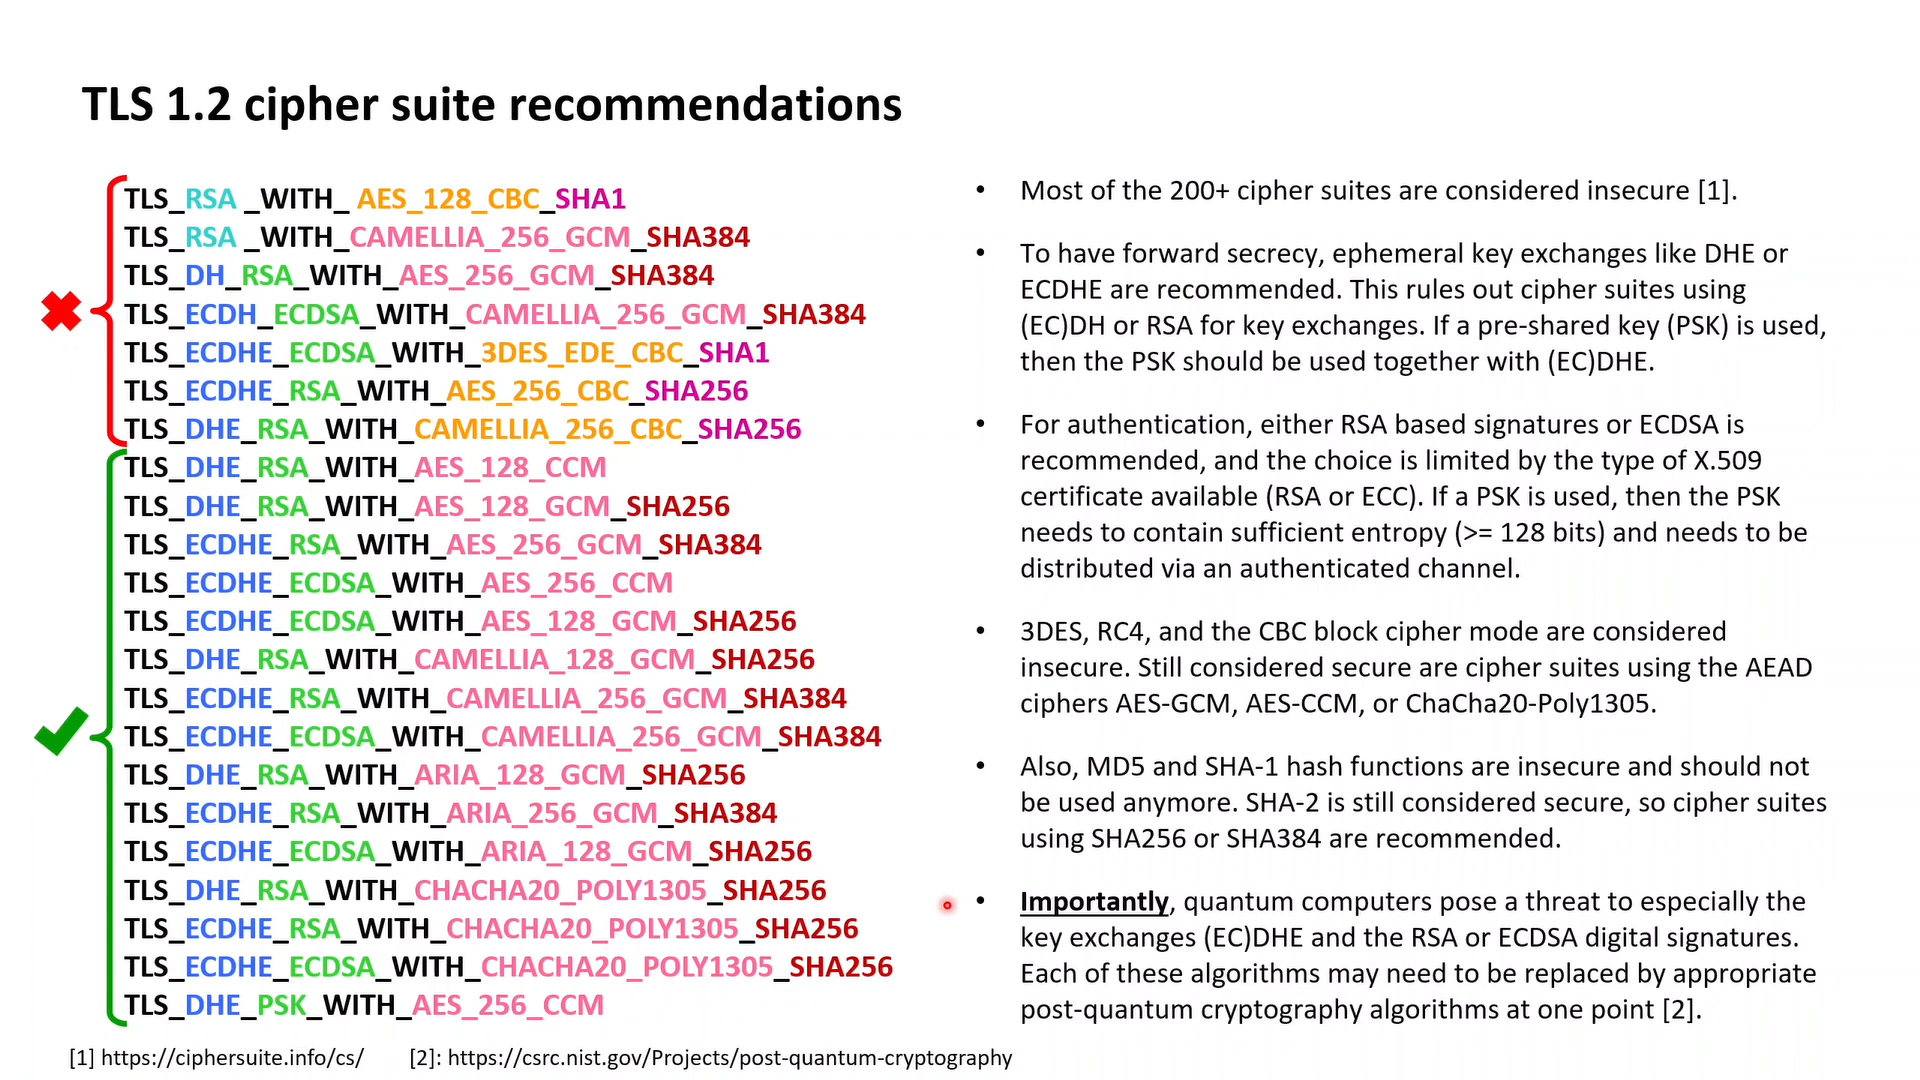 TLS 1.2 cipher suite recommendations
TLS_RSA _WITH_ AES_128_CBC_SHA1
TLS_RSA _WITH_CAMELLIA_256_GCM_SHA384
TLS_DH_RSA_WITH_AES_256_GCM_SHA384
TLS_ECDH_ECDSA_WITH_CAMELLIA_256_GCM_SHA384
TLS_ECDHE_ECDSA_WITH_3DES_EDE_CBC_SHA1
TLS_ECDHE_RSA_WITH_AES_256_CBC_SHA256
TLS_DHE_RSA_WITH_CAMELLIA_256_CBC_SHA256
TLS_DHE_RSA_WITH_AES_128_CCM
TLS_DHE_RSA_WITH_AES_128_GCM_SHA256
TLS_ECDHE_RSA_WITH_AES_256_GCM_SHA384
TLS_ECDHE_ECDSA_WITH_AES_256_CCM
TLS_ECDHE_ECDSA_WITH_AES_128_GCM_SHA256
TLS_DHE_RSA_WITH_CAMELLIA_128_GCM_SHA256
TLS_ECDHE_RSA_WITH_CAMELLIA_256_GCM_SHA384
TLS_ECDHE_ECDSA_WITH_CAMELLIA_256_GCM_SHA384
TLS_DHE_RSA_WITH_ARIA_128_GCM_SHA256
TLS_ECDHE_RSA_WITH_ARIA_256_GCM_SHA384
TLS_ECDHE_ECDSA_WITH_ARIA_128_GCM_SHA256
TLS_DHE_RSA_WITH_CHACHA20_POLY1305_SHA256
TLS_ECDHE_RSA_WITH_CHACHA20_POLY1305_SHA256
TLS_ECDHE_ECDSA_WITH_CHACHA20_POLY1305_SHA256
TLS_DHE_PSK_WITH_AES_256_CCM
• Most of the 200+ cipher suites are considered insecure [1].
• To have forward secrecy, ephemeral key exchanges like DHE or
ECDHE are recommended. This rules out cipher suites using
(EC)DH or RSA for key exchanges. If a pre-shared key (PSK) is used,
then the PSK should be used together with (EC)DHE.
• For authentication, either RSA based signatures or ECDSA is
recommended, and the choice is limited by the type of X.509
certificate available (RSA or ECC). If a PSK is used, then the PSK
needs to contain sufficient entropy (>= 128 bits) and needs to be
distributed via an authenticated channel.
• 3DES, RC4, and the CBC block cipher mode are considered
insecure. Still considered secure are cipher suites using the AEAD
ciphers AES-GCM, AES-CCM, or ChaCha20-Poly1305.
• Also, MD5 and SHA-1 hash functions are insecure and should not
be used anymore. SHA-2 is still considered secure, so cipher suites
using SHA256 or SHA384 are recommended.
• Importantly, quantum computers pose a threat to especially the
key exchanges (EC)DHE and the RSA or ECDSA digital signatures.
Each of these algorithms may need to be replaced by appropriate
post-quantum cryptography algorithms at one point [2].
[1] https://ciphersuite.info/cs/ [2]: https://csrc.nist.gov/Projects/post-quantum-cryptography